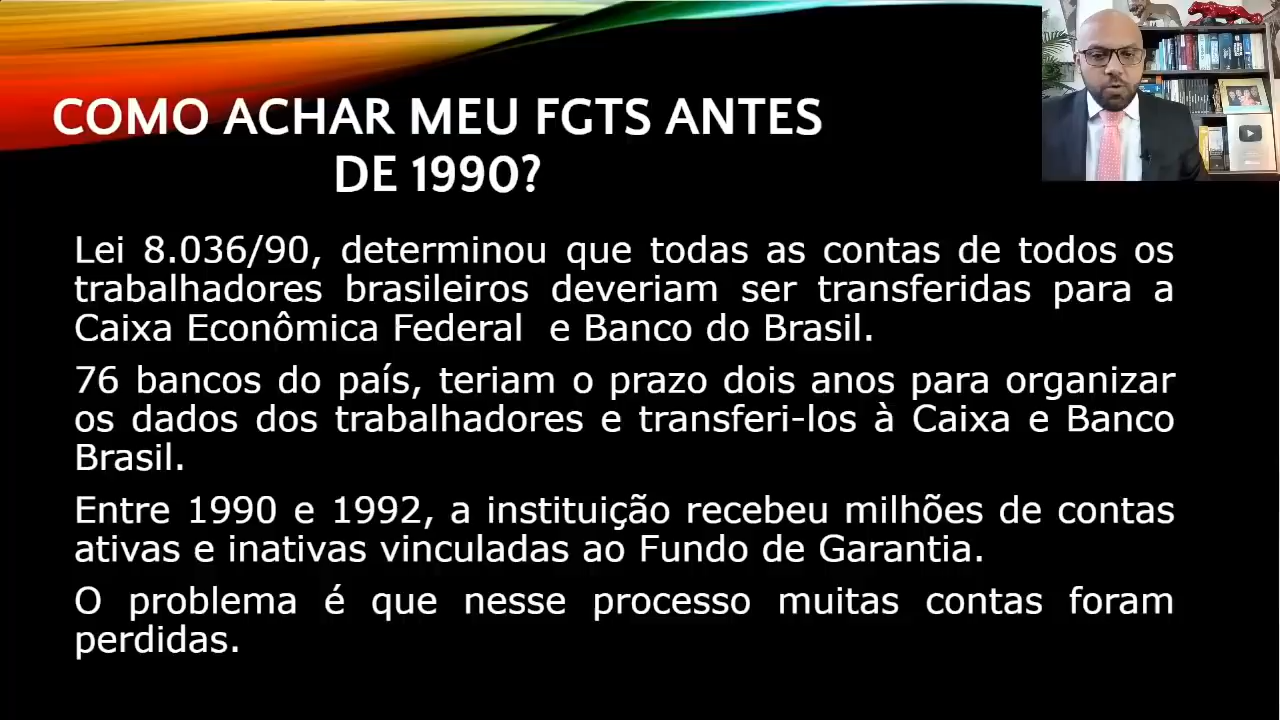 COMO ACHAR MEU FGTS ANTES
DE 1990?
Lei 8.036/90, determinou que todas as contas de todos os
trabalhadores brasileiros deveriam ser transferidas para a
Caixa Econômica Federal  e Banco do Brasil.
76 bancos do país, teriam o prazo dois anos para organizar
os dados dos trabalhadores e transferi-los à Caixa e Banco
Brasil.
Entre 1990 e 1992, a instituição recebeu milhões de contas
ativas e inativas vinculadas ao Fundo de Garantia.
O problema é que nesse processo muitas contas foram
perdidas.